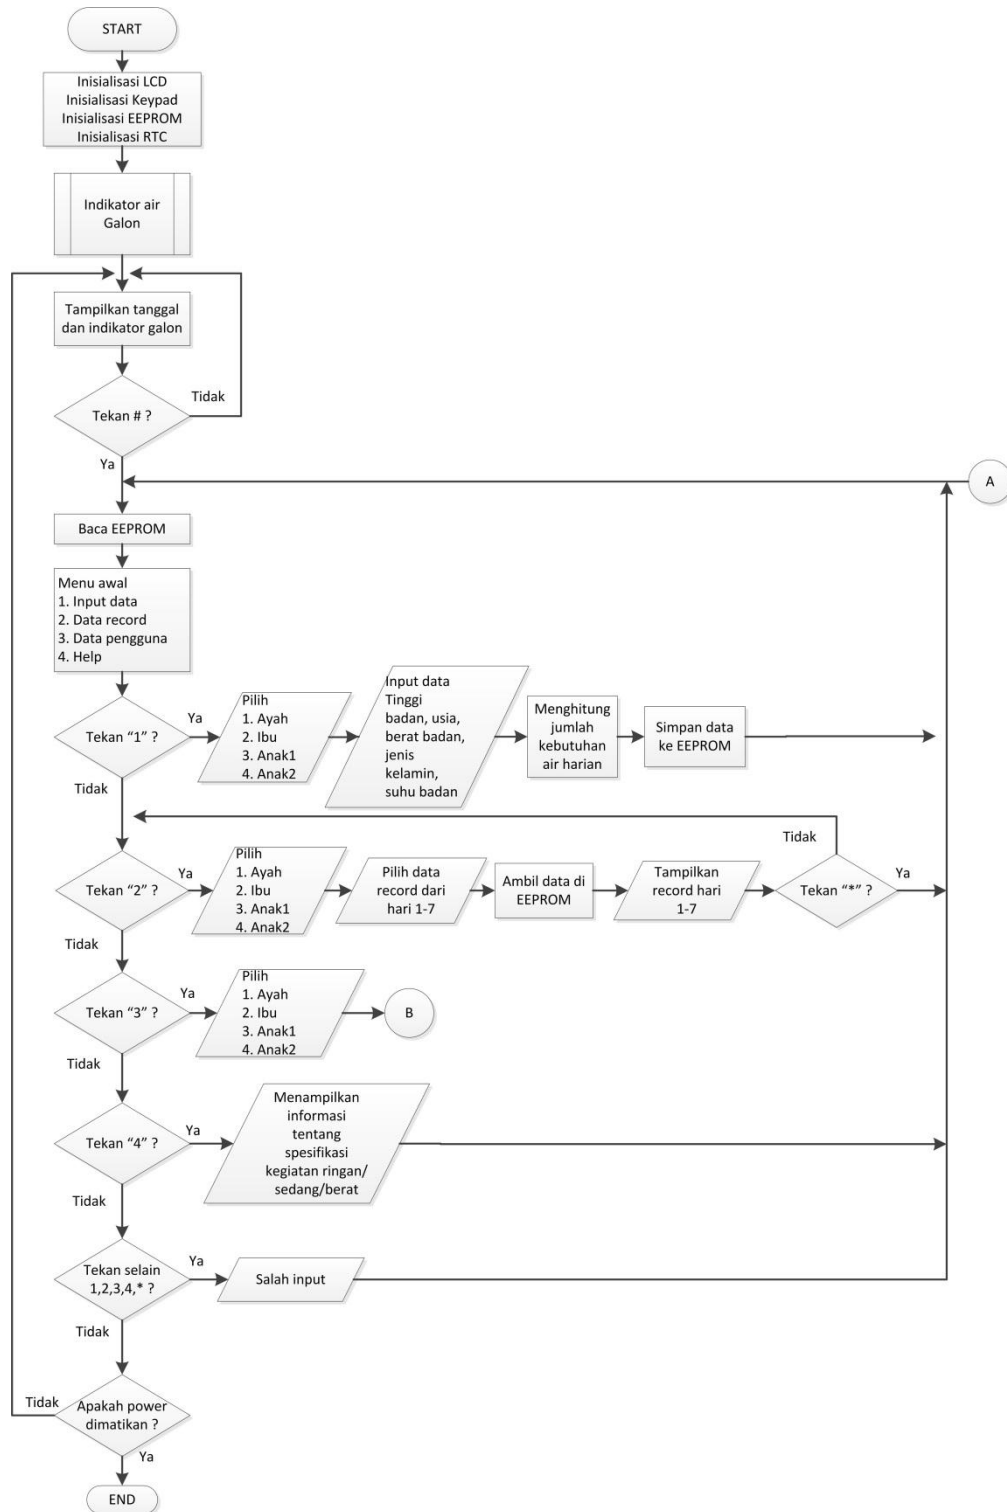 START
Inisialisasi LCD
Inisialisasi Keypad
Inisialisasi EEPROM
Inisialisasi RTC
Indikator air
Galon
Tampilkan tanggal
dan indikator galon
Tidak
Tekan # ?
Ya
A
Baca EEPROM
Menu awal
1. Input data
2. Data record
3. Data pengguna
4. Help
Tekan “1” ?
Ya
Pilih
1. Ayah
2. Ibu
3. Anak1
4. Anak2
Input data
Tinggi
badan, usia,
berat badan,
jenis
kelamin,
suhu badan
Menghitung
jumlah
kebutuhan
air harian
Simpan data
ke EEPROM
Tidak
Tekan “2” ?
Ya
Pilih
1. Ayah
2. Ibu
3. Anak1
4. Anak2
Pilih data
record dari
hari 1-7
Ambil data di
EEPROM
Tampilkan
record hari
1-7
Tidak
Tekan “*” ?
Ya
Tidak
Tekan “3” ?
Ya
Pilih
1. Ayah
2. Ibu
3. Anak1
4. Anak2
B
Tidak
Tekan “4” ?
Ya
Menampilkan
informasi
tentang
spesifikasi
kegiatan ringan/
sedang/berat
Tidak
Tekan selain
1,2,3,4,* ?
Ya
Salah input
Tidak
Tidak
Apakah power
dimatikan ?
Ya
END